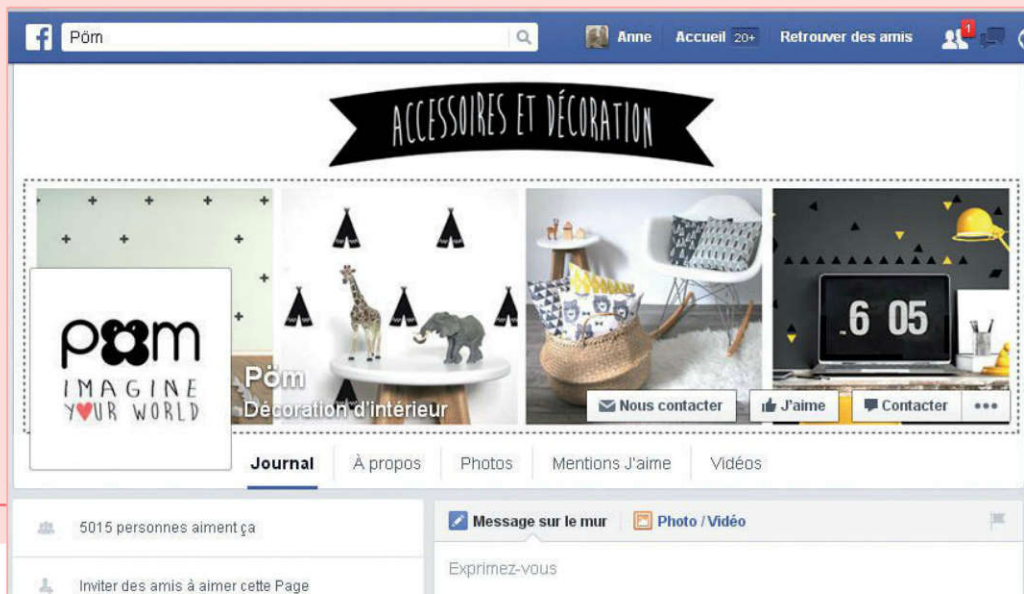 Pöm
Anne
Accueil 20+
Retrouver des amis
1
ACCESSOIRES ET DÉCORATION
pöm
IMAGINE
YOUR WORLD
6 05
Pöm
Décoration d'intérieur
Nous contacter
J'aime
Contacter
Journal
À propos
Photos
Mentions J'aime
Vidéos
5015 personnes aiment ça
Inviter des amis à aimer cette Page
Message sur le mur
Photo / Vidéo
Exprimez-vous